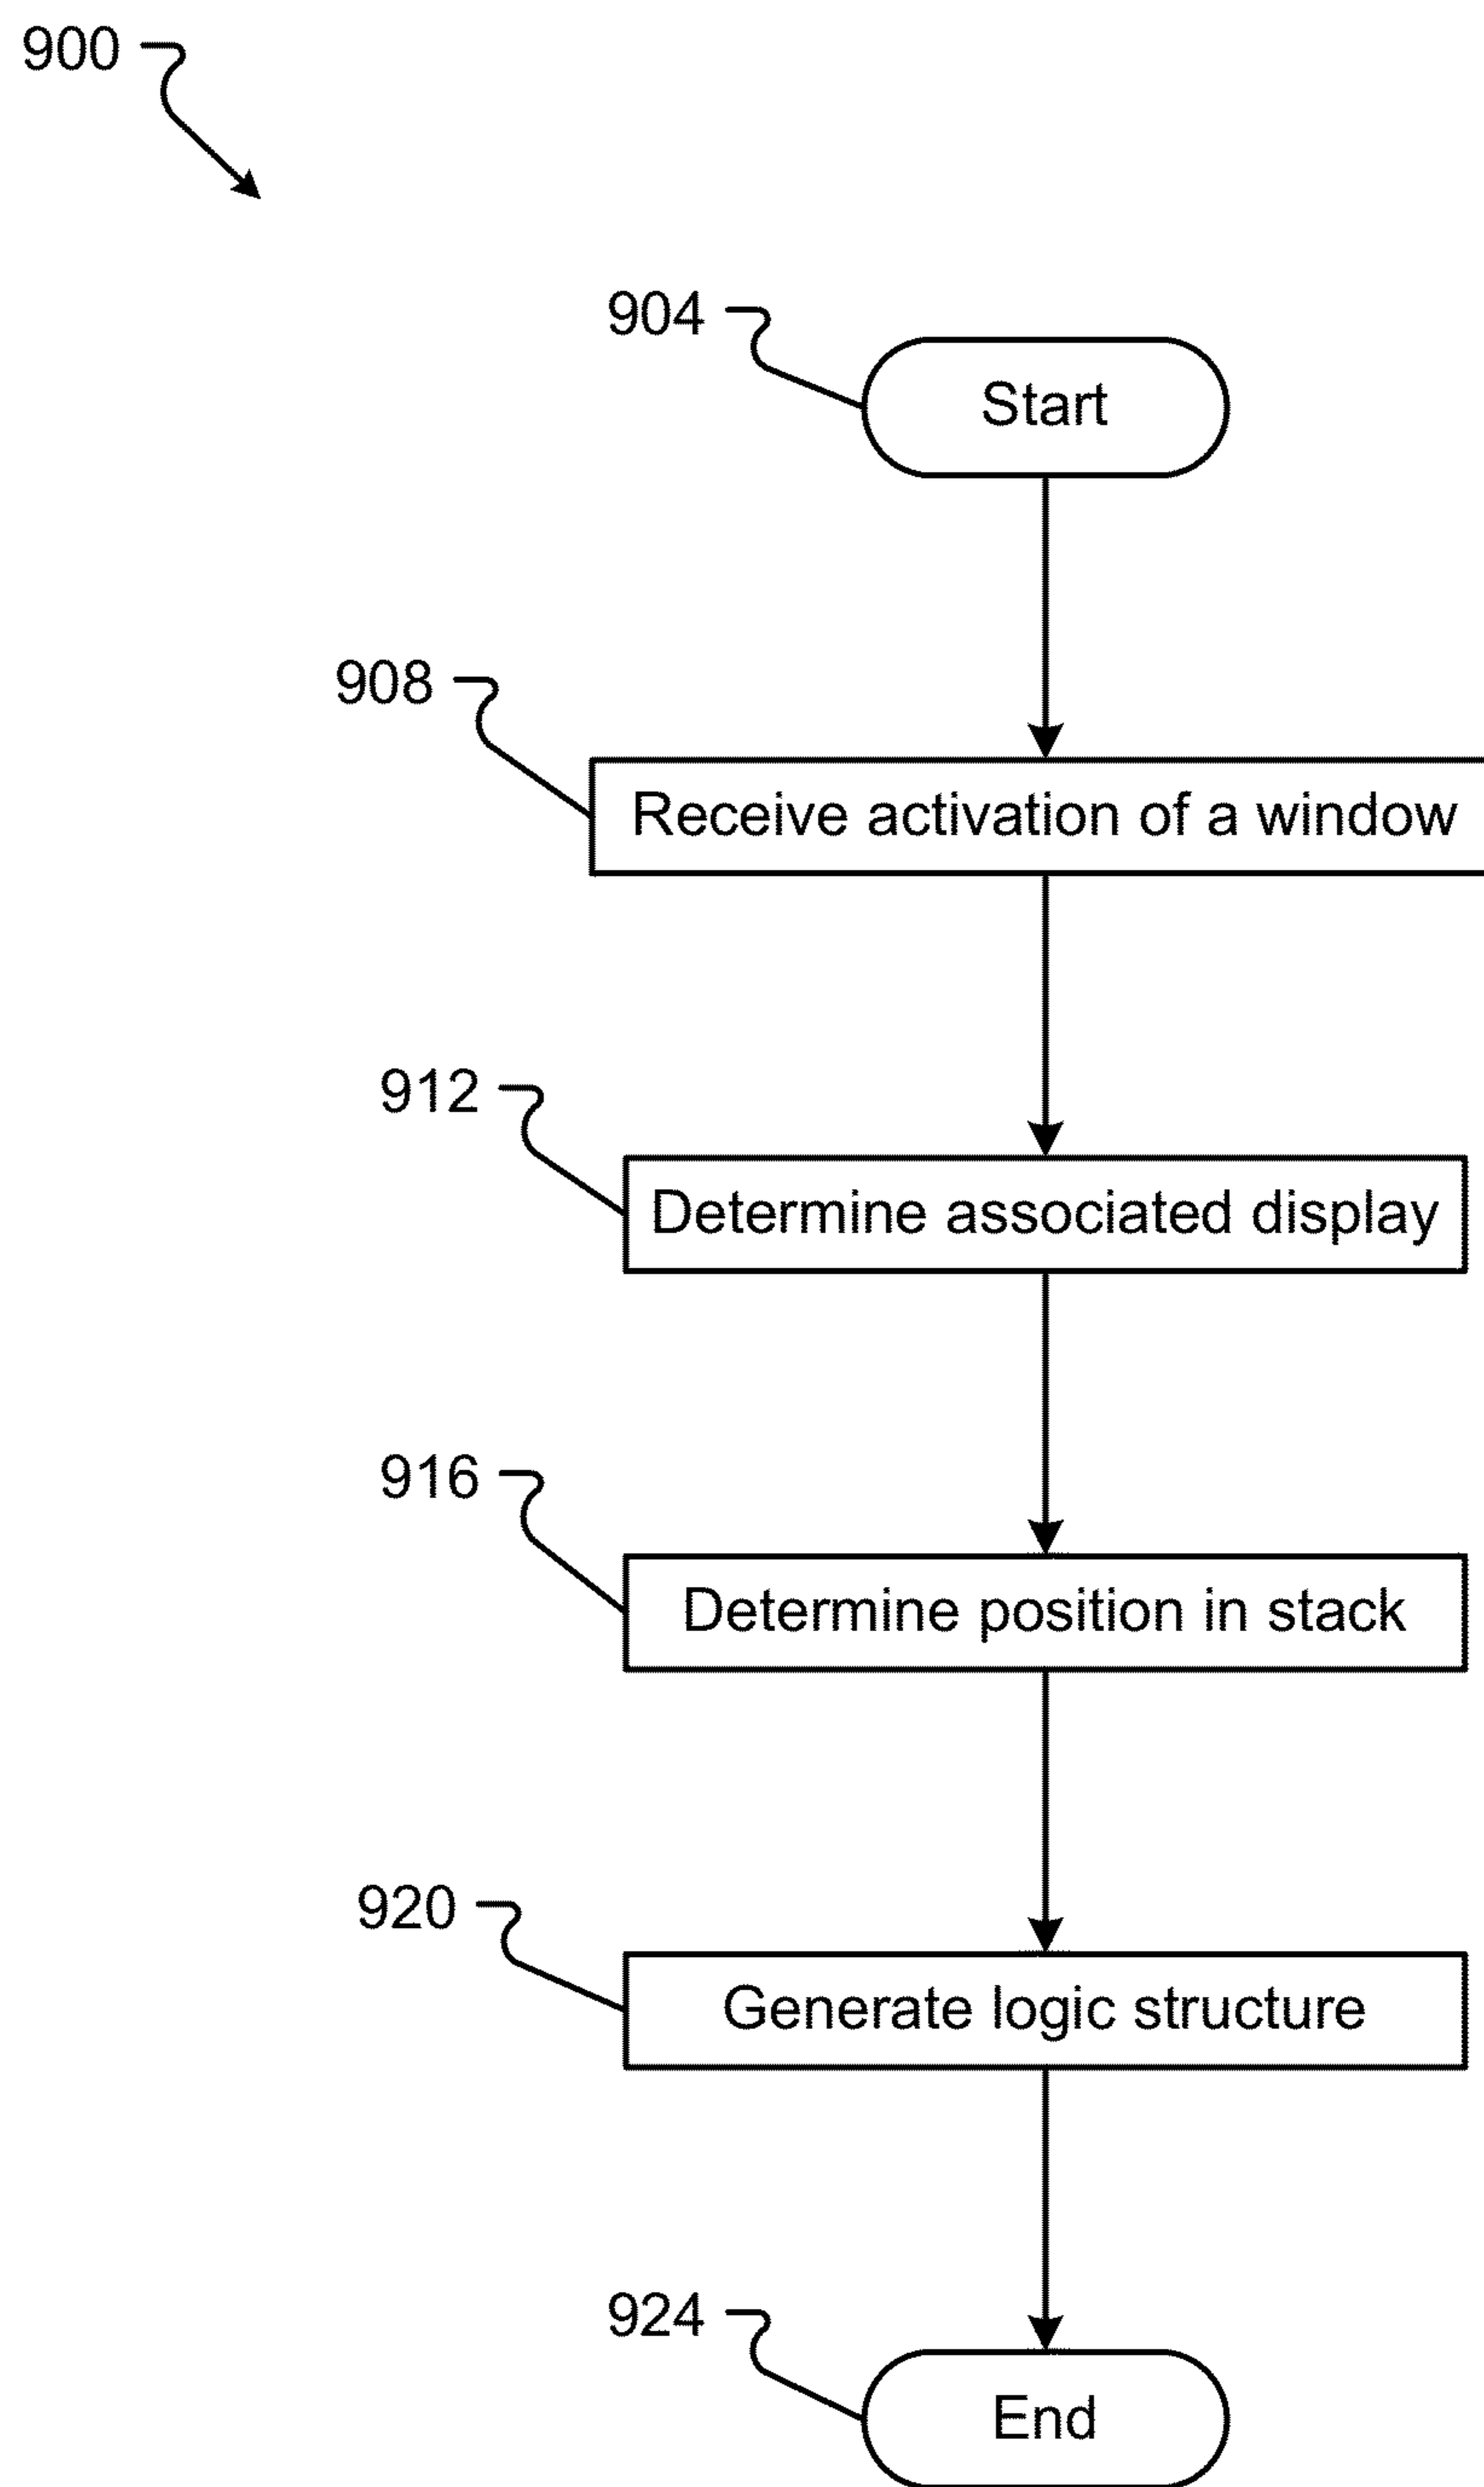 900
904
Start
908
Receive activation of a window
912
Determine associated display
916
Determine position in stack
920
Generate logic structure
924
End